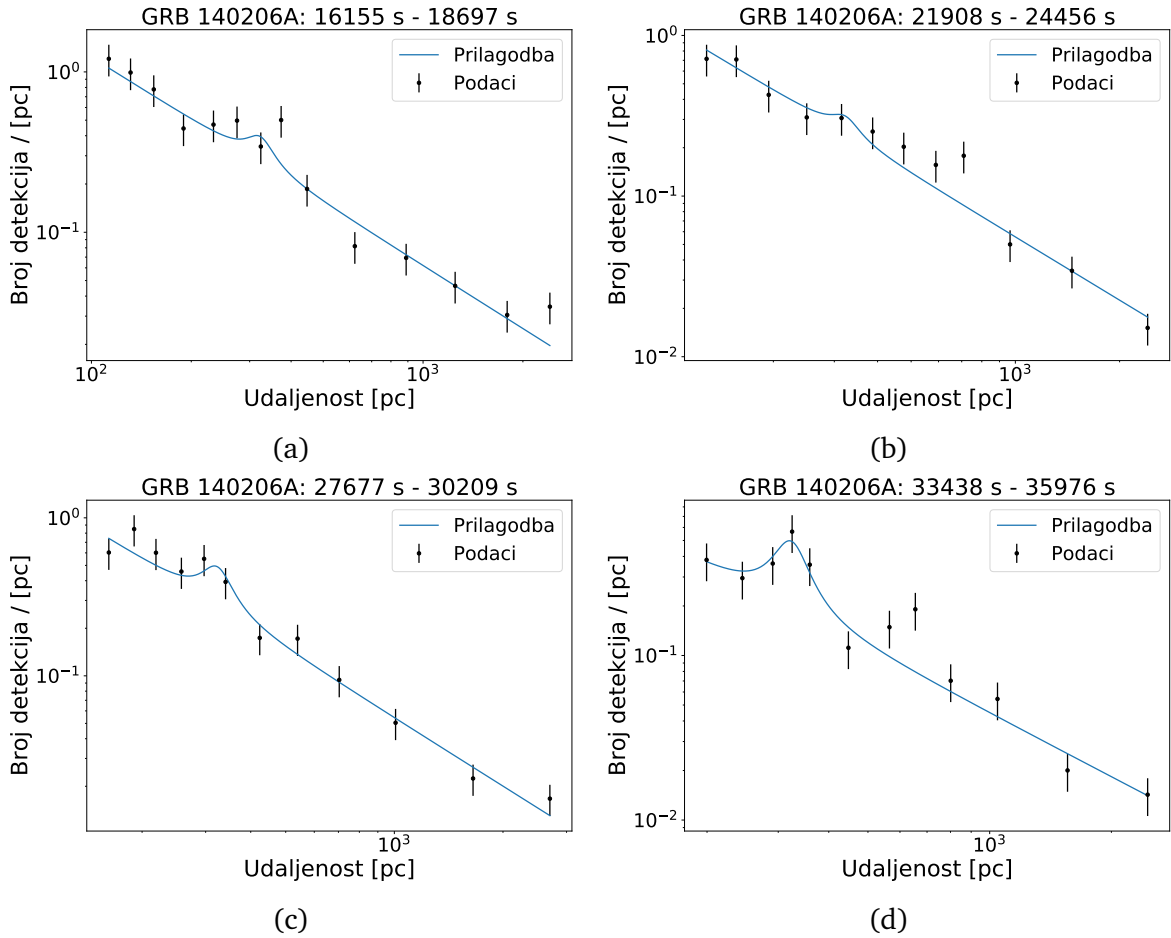 GRB 140206A: 16155 s - 18697 s
Prilagodba
Podaci
10⁰
10⁻¹
10²
10³
Broj detekcija / [pc]
Udaljenost [pc]
(a)
GRB 140206A: 21908 s - 24456 s
Prilagodba
Podaci
10⁰
10⁻¹
10⁻²
10³
Broj detekcija / [pc]
Udaljenost [pc]
(b)
GRB 140206A: 27677 s - 30209 s
Prilagodba
Podaci
10⁰
10⁻¹
10³
Broj detekcija / [pc]
Udaljenost [pc]
(c)
GRB 140206A: 33438 s - 35976 s
Prilagodba
Podaci
10⁻¹
10⁻²
10³
Broj detekcija / [pc]
Udaljenost [pc]
(d)